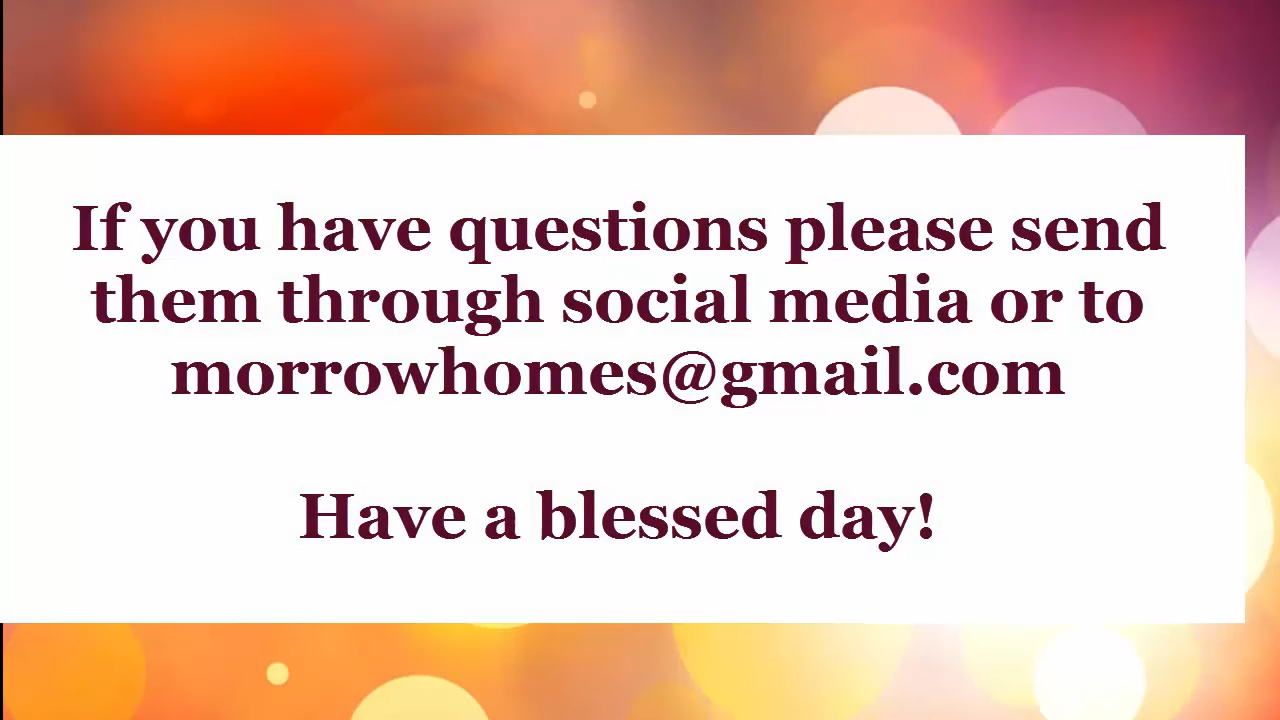 If you have questions please send
them through social media or to
morrowhomes@gmail.com
Have a blessed day!